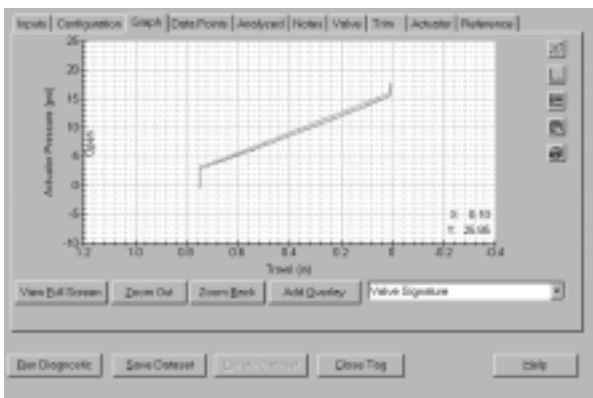 Inputs Configuration Graph Data Points Analyzed Notes Valve Trim Actuator Reference
25
20
15
10
5
0
-5
-10
Actuator Pressure [psi]
Open
X: 0.10
Y: 25.95
1.2 1.0 0.8 0.6 0.4 0.2 0 -0.2 -0.4
Travel (in)
View Full Screen Zoom Out Zoom Back Add Overlay Valve Signature
Run Diagnostic Save Dataset Close Tag Help